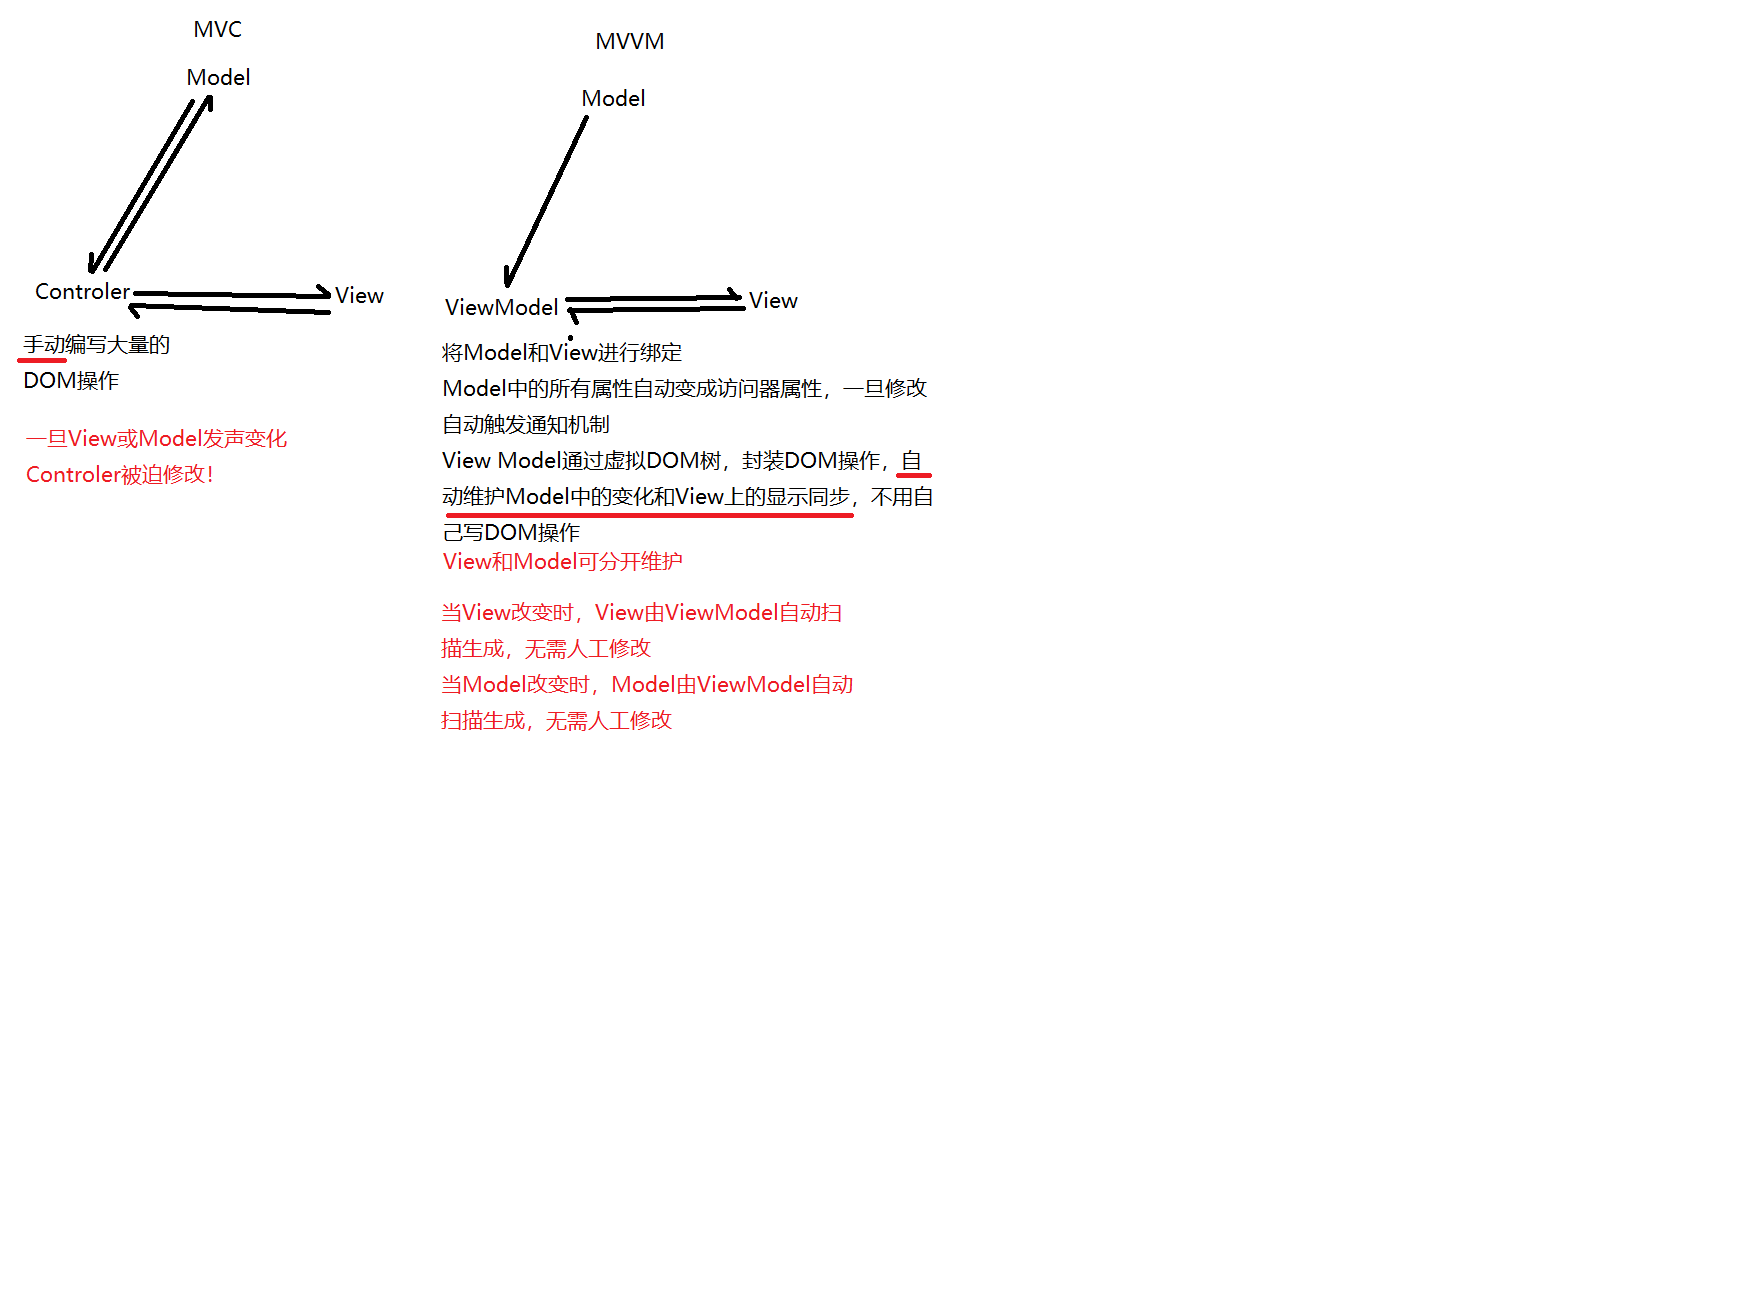 MVC
Model
Controler
View
手动编写大量的
DOM操作
一旦View或Model发声变化
Controler被迫修改！
MVVM
Model
ViewModel
View
将Model和View进行绑定
Model中的所有属性自动变成访问器属性，一旦修改
自动触发通知机制
View Model通过虚拟DOM树，封装DOM操作，自
动维护Model中的变化和View上的显示同步，不用自
己写DOM操作
View和Model可分开维护
当View改变时，View由ViewModel自动扫
描生成，无需人工修改
当Model改变时，Model由ViewModel自动
扫描生成，无需人工修改